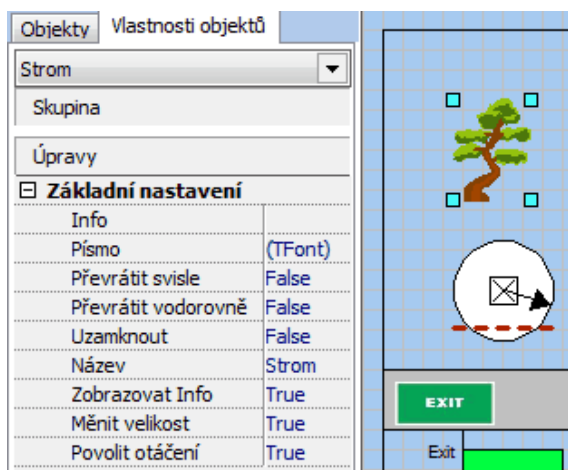 Objekty
Vlastnosti objektů
Strom
Skupina
Úpravy
Základní nastavení
Info
Písmo (TFont)
Převrátit svisle False
Převrátit vodorovně False
Uzamknout False
Název Strom
Zobrazovat Info True
Měnit velikost True
Povolit otáčení True
EXIT
Exit